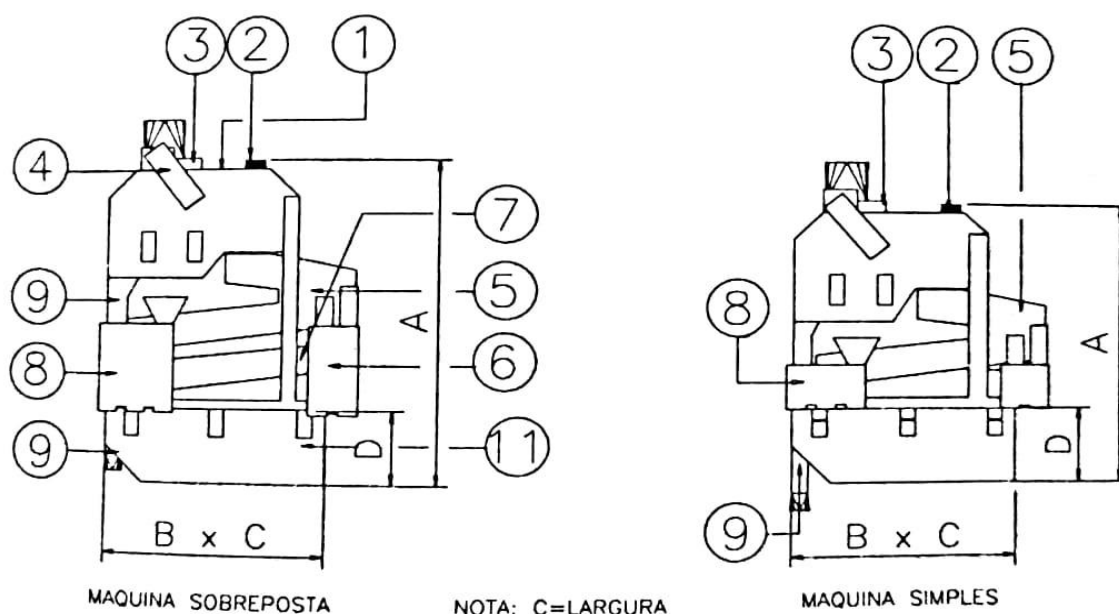 3 2 1
4
7
9
5
A
8
6
9
D
11
B x C
MAQUINA SOBREPOSTA
NOTA: C=LARGURA
3 2 5
8
A
D
9
B x C
MAQUINA SIMPLES